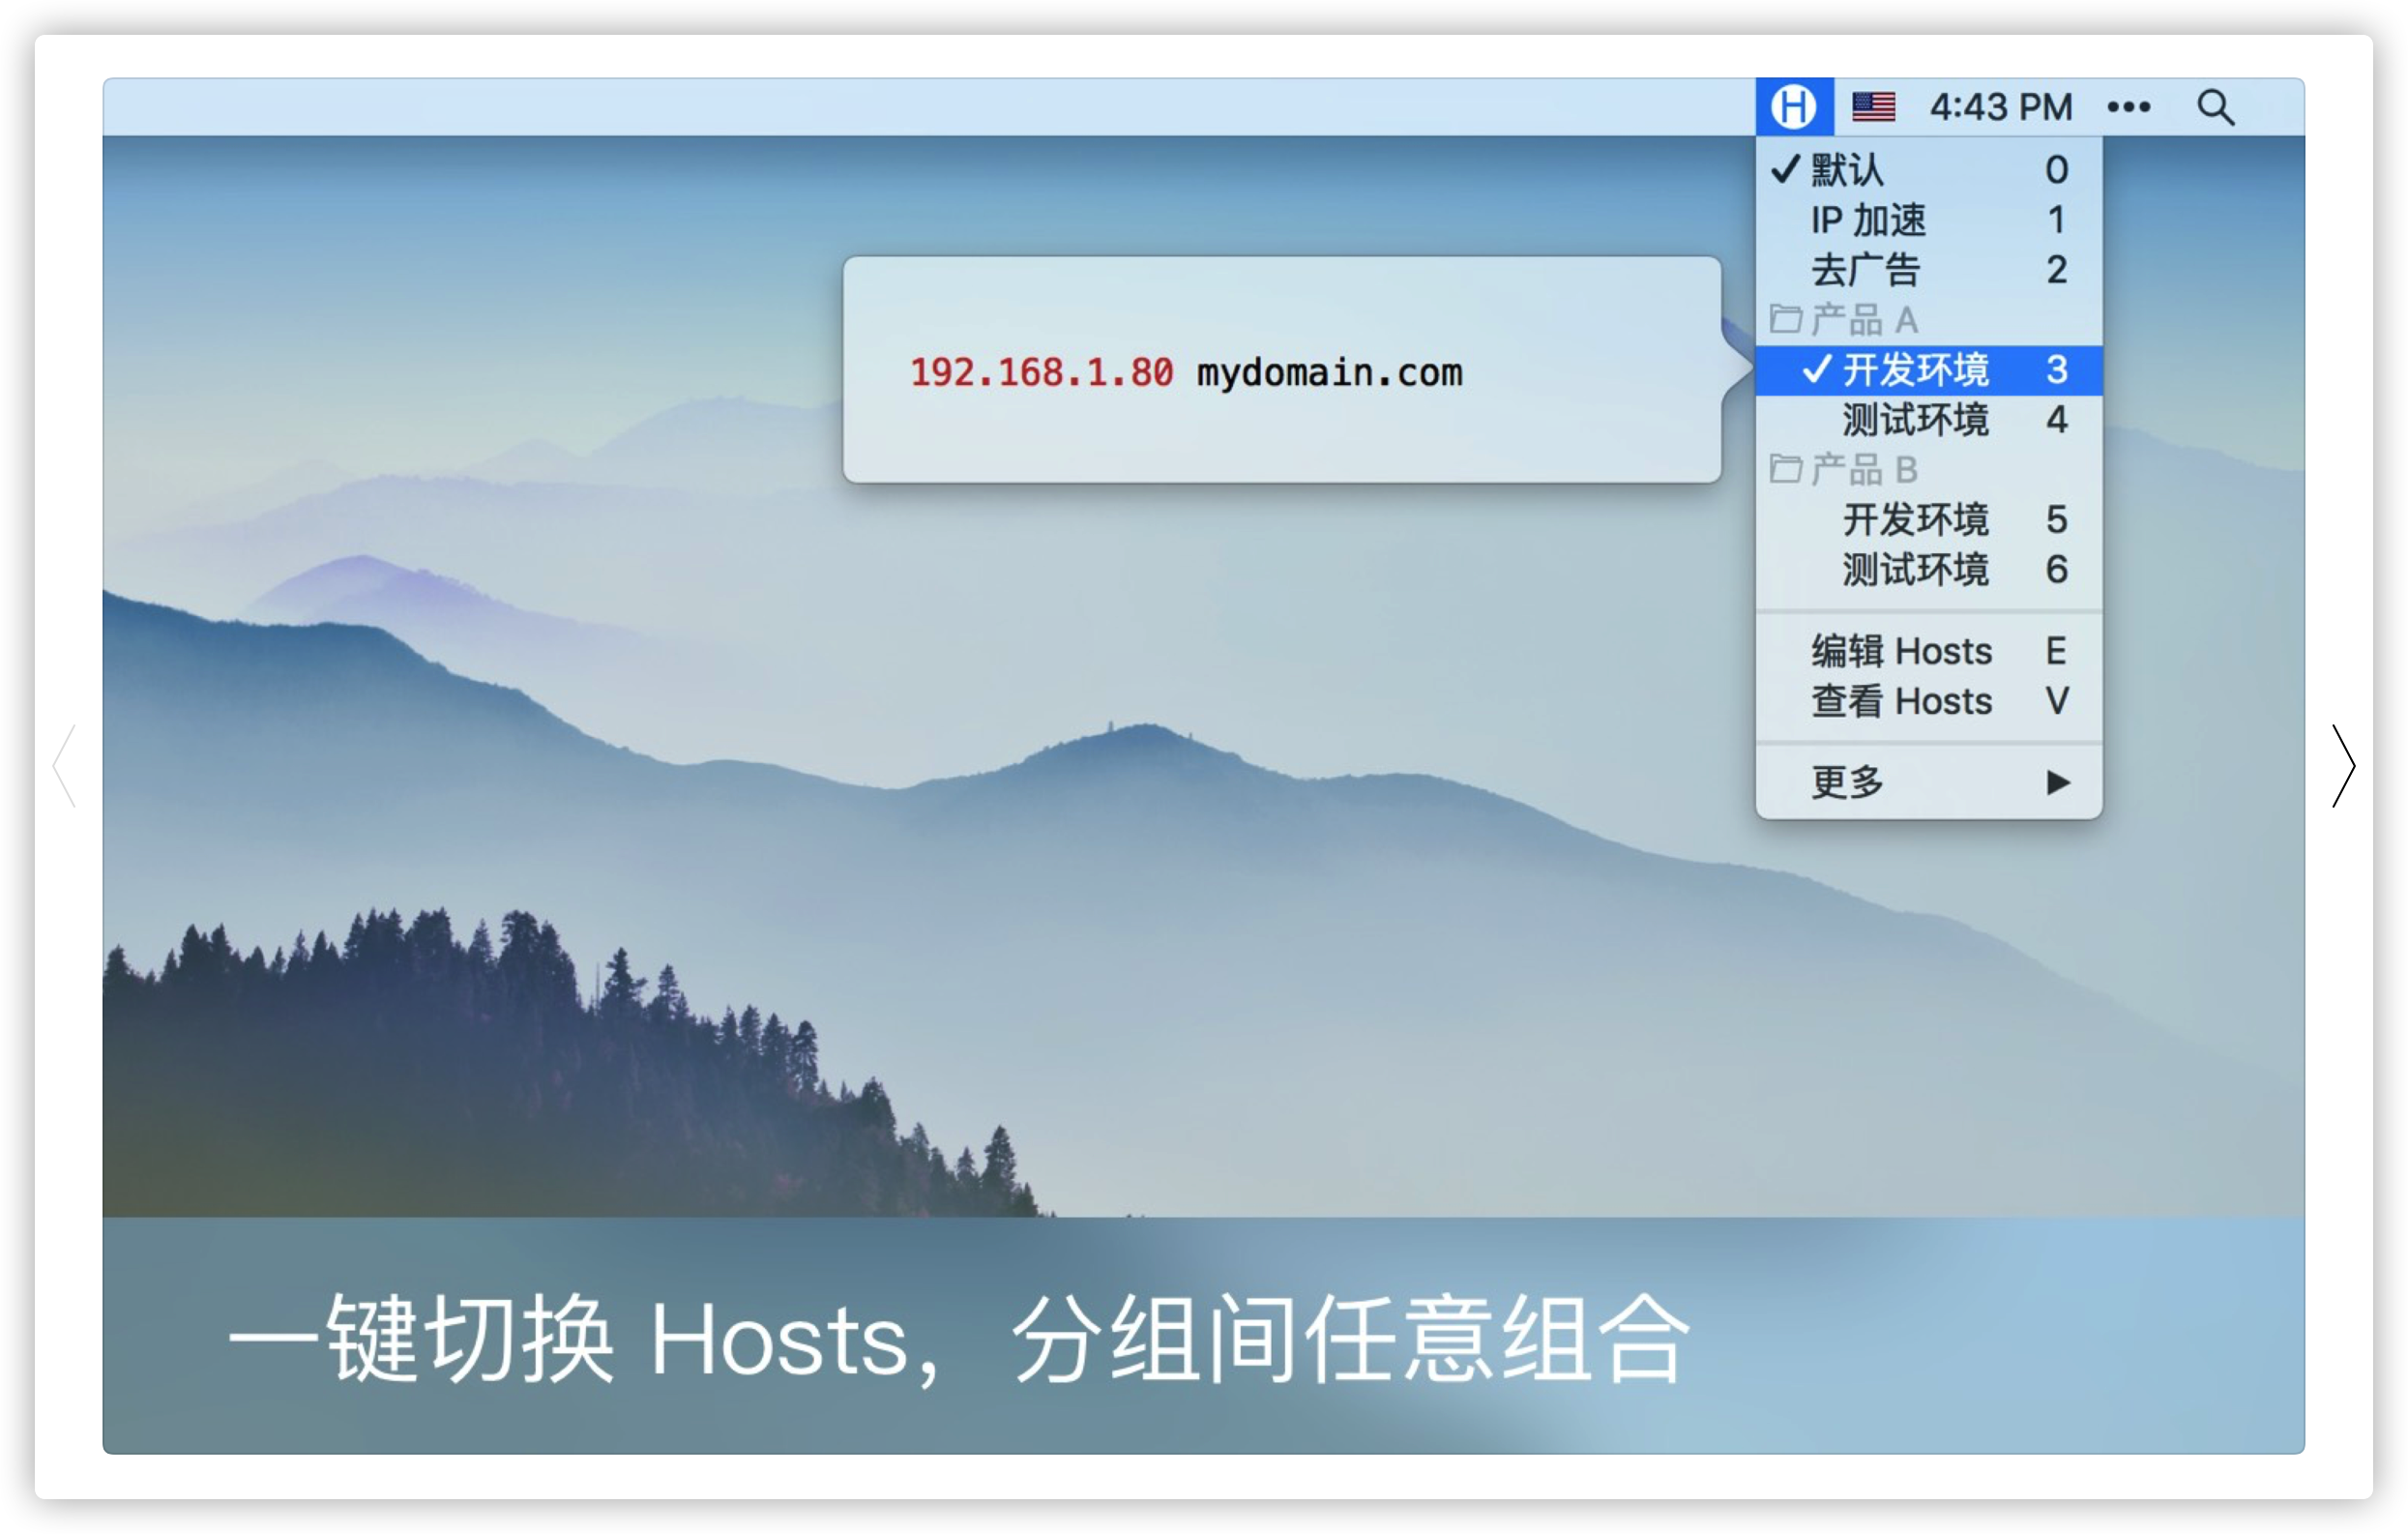 H 4:43 PM •••
✓ 默认 0
IP 加速 1
去广告 2
产品 A
✓ 开发环境 3
192.168.1.80 mydomain.com
测试环境 4
产品 B
开发环境 5
测试环境 6
编辑 Hosts E
查看 Hosts V
更多 ▶
一键切换 Hosts，分组间任意组合